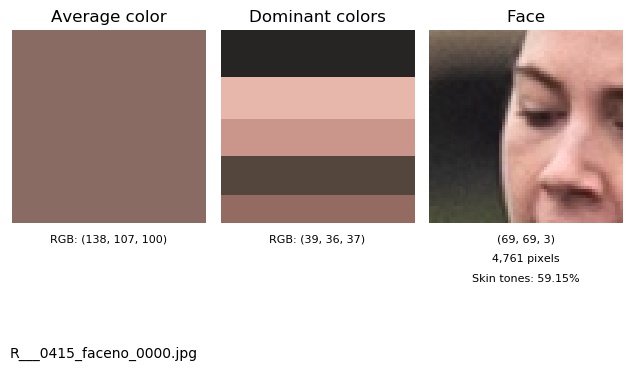 Average color
Dominant colors
Face
RGB: (138, 107, 100)
RGB: (39, 36, 37)
(69, 69, 3)
4,761 pixels
Skin tones: 59.15%
R___0415_faceno_0000.jpg